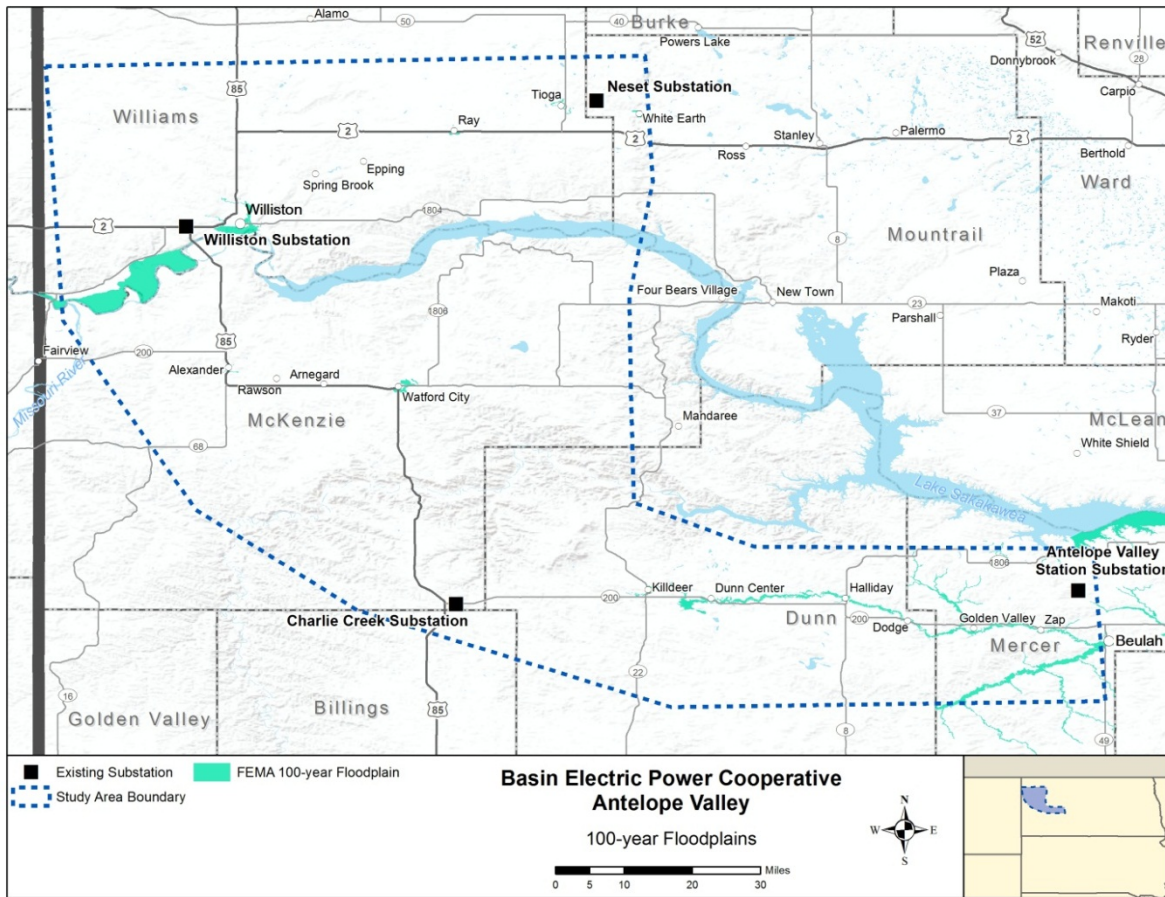 Alamo
50
40
Burke
Powers Lake
52
Renville
Donnybrook
28
Carpio
85
Neset Substation
Tioga
Williams
White Earth
2
Ray
2
Stanley
Palermo
2
Ross
Berthold
Epping
Spring Brook
Ward
Williston
1804
2
Williston Substation
8
Mountrail
Plaza
Four Bears Village
New Town
23
Makoti
1806
Parshall
Ryder
85
Fairview
200
Alexander
Arnegard
Rawson
Watford City
Missouri River
McKenzie
Mandaree
37
McLean
68
White Shield
Lake Sakakawea
Antelope Valley
Station Substation
1806
Killdeer
Dunn Center
Halliday
200
Charlie Creek Substation
Dunn
200
Dodge
Golden Valley
Zap
Mercer
Beulah
22
16
Billings
85
Golden Valley
8
49
Existing Substation
FEMA 100-year Floodplain
Study Area Boundary
Basin Electric Power Cooperative
Antelope Valley
100-year Floodplains
N
W
E
S
Miles
0 5 10 20 30